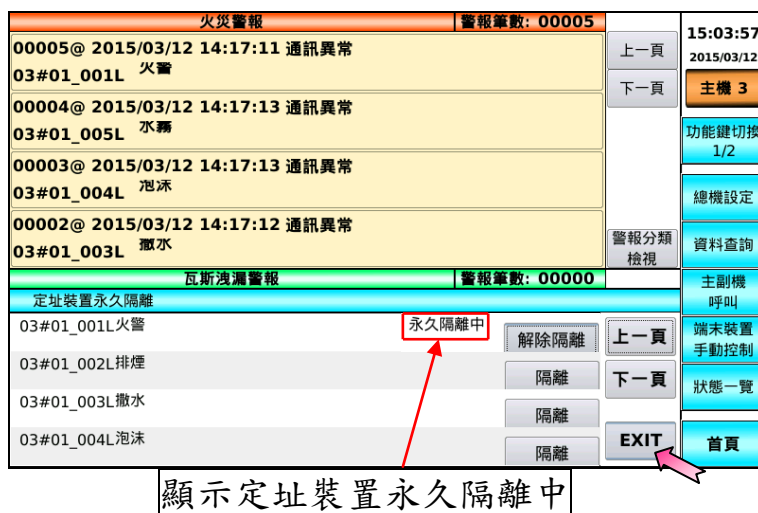 火災警報 警報筆數: 00005
00005@ 2015/03/12 14:17:11 通訊異常
03#01_001L 火警
00004@ 2015/03/12 14:17:13 通訊異常
03#01_005L 水霧
00003@ 2015/03/12 14:17:13 通訊異常
03#01_004L 泡沫
00002@ 2015/03/12 14:17:12 通訊異常
03#01_003L 撒水
上一頁
下一頁
警報分類
檢視
瓦斯洩漏警報 警報筆數: 00000
定址裝置永久隔離
03#01_001L火警 永久隔離中 解除隔離
03#01_002L排煙 隔離
03#01_003L撒水 隔離
03#01_004L泡沫 隔離
上一頁
下一頁
EXIT
15:03:57
2015/03/12
主機 3
功能鍵切換
1/2
總機設定
資料查詢
主副機
呼叫
端末裝置
手動控制
狀態一覽
首頁
顯示定址裝置永久隔離中